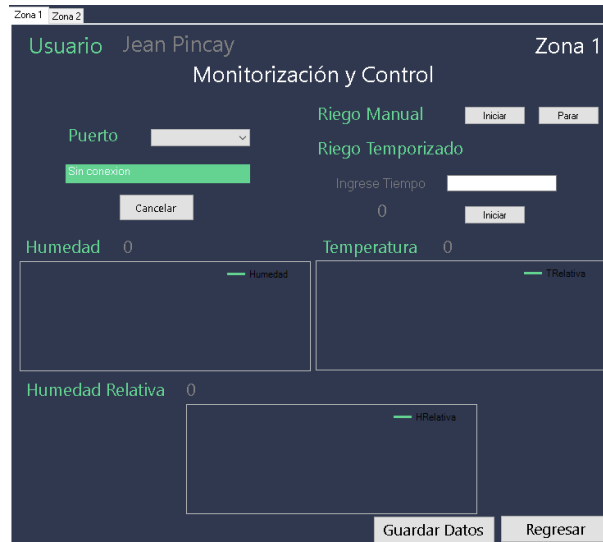 Zona 1 Zona 2
Usuario Jean Pincay Zona 1
Monitorización y Control
Riego Manual Iniciar Parar
Puerto
Riego Temporizado
Sin conexion
Ingrese Tiempo
Cancelar
0 Iniciar
Humedad 0 Temperatura 0
Humedad TRelativa
Humedad Relativa 0
HRelativa
Guardar Datos Regresar